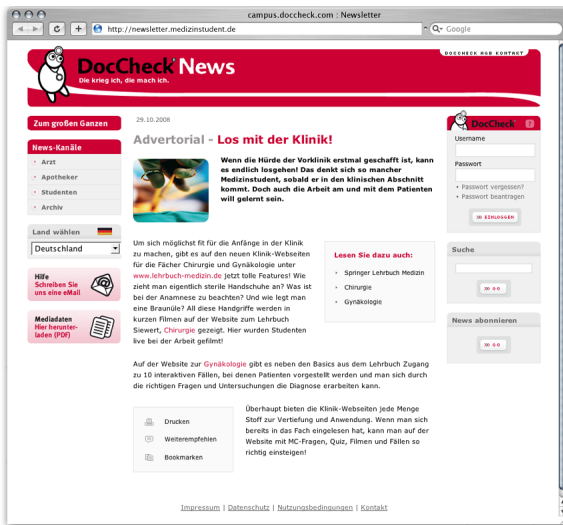 campus.doccheck.com : Newsletter
http://newsletter.medizinstudent.de
Google
DocCheck News
Die krieg ich, die mach ich.
DOCCHECK AGB KONTAKT
Zum großen Ganzen
News-Kanäle
Arzt
Apotheker
Studenten
Archiv
Land wählen
Deutschland
Hilfe
Schreiben Sie
uns eine eMail
Mediadaten
Hier herunter-
laden (PDF)
29.10.2008
Advertorial - Los mit der Klinik!
Wenn die Hürde der Vorklinik erstmal geschafft ist, kann
es endlich losgehen! Das denkt sich so mancher
Medizinstudent, sobald er in den klinischen Abschnitt
kommt. Doch auch die Arbeit am und mit dem Patienten
will gelernt sein.
Um sich möglichst fit für die Anfänge in der Klinik
zu machen, gibt es auf den neuen Klinik-Webseiten
für die Fächer Chirurgie und Gynäkologie unter
www.lehrbuch-medizin.de jetzt tolle Features! Wie
zieht man eigentlich sterile Handschuhe an? Was ist
bei der Anamnese zu beachten? Und wie legt man
eine Braunüle? All diese Handgriffe werden in
kurzen Filmen auf der Website zum Lehrbuch
Siewert, Chirurgie gezeigt. Hier wurden Studenten
live bei der Arbeit gefilmt!
Lesen Sie dazu auch:
Springer Lehrbuch Medizin
Chirurgie
Gynäkologie
Auf der Website zur Gynäkologie gibt es neben den Basics aus dem Lehrbuch Zugang
zu 10 interaktiven Fällen, bei denen Patienten vorgestellt werden und man sich durch
die richtigen Fragen und Untersuchungen die Diagnose erarbeiten kann.
Drucken
Weiterempfehlen
Bookmarken
Überhaupt bieten die Klinik-Webseiten jede Menge
Stoff zur Vertiefung und Anwendung. Wenn man sich
bereits in das Fach eingelesen hat, kann man auf der
Website mit MC-Fragen, Quiz, Filmen und Fällen so
richtig einsteigen!
DocCheck ?
Username
Passwort
Passwort vergessen?
Passwort beantragen
EINLOGGEN
Suche
GO
News abonnieren
GO
Impressum | Datenschutz | Nutzungsbedingungen | Kontakt